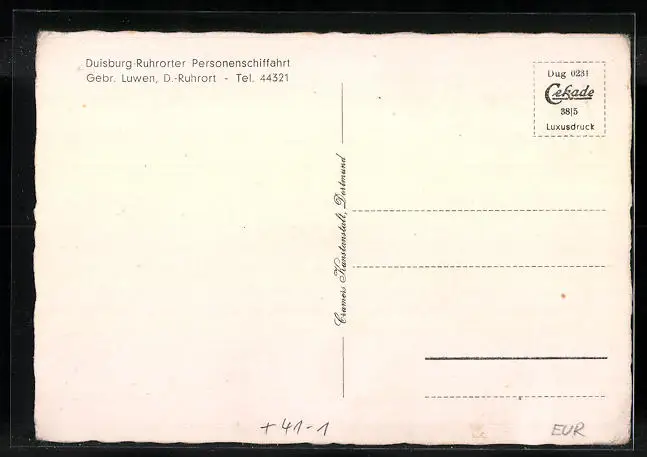 Duisburg-Ruhrorter Personenschiffahrt
Gebr. Luwen, D.-Ruhrort - Tel. 44321
Dug 0231
Cekade
38|5
Luxusdruck
Cramers Kunstanstalt, Dortmund
+41-1
EUR